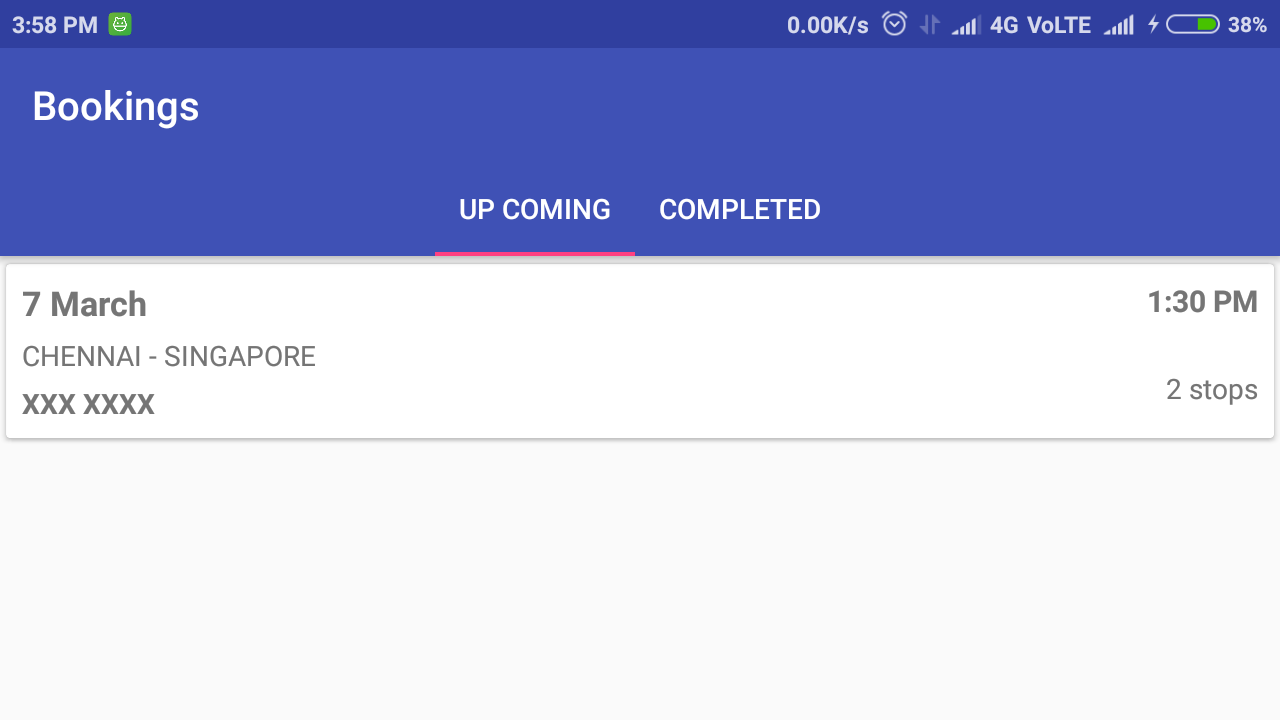 3:58 PM 0.00K/s 4G VoLTE 38%
Bookings
UP COMING COMPLETED
7 March 1:30 PM
CHENNAI - SINGAPORE
2 stops
XXX XXXX